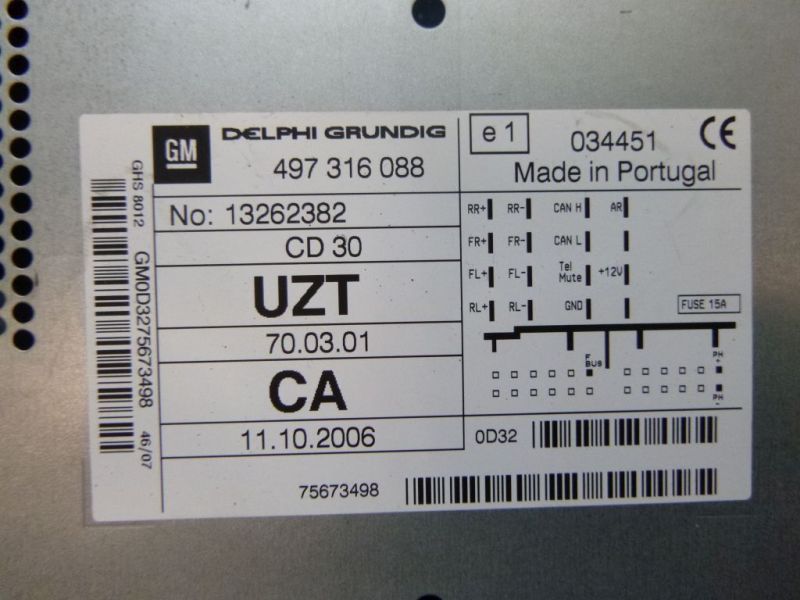 GM
DELPHI GRUNDIG
497 316 088
No: 13262382
CD 30
UZT
70.03.01
CA
11.10.2006
75673498
GHS 8012
GM0D3275673498
46/07
e1
034451
CE
Made in Portugal
RR+ RR- CAN H AR
FR+ FR- CAN L
FL+ FL- Tel Mute +12V
RL+ RL- GND
FUSE 15A
F BUS
PH +
PH -
0D32